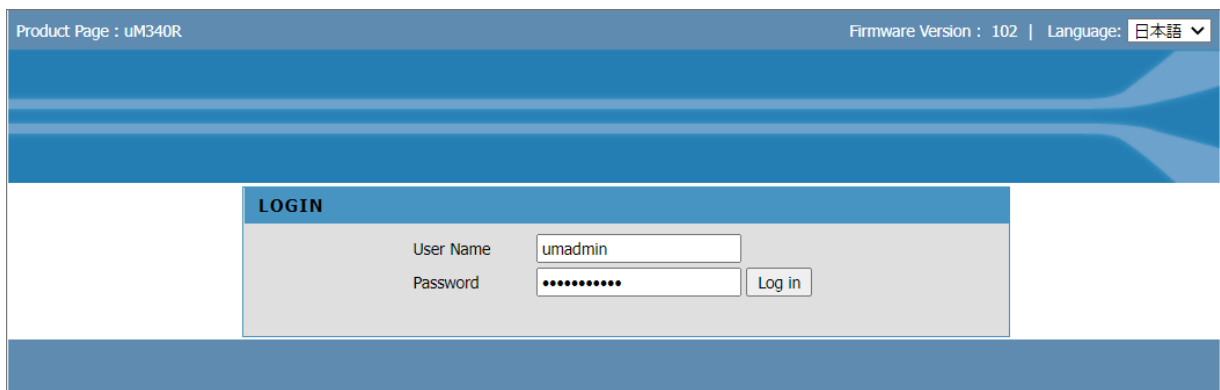 Product Page : uM340R Firmware Version : 102 | Language: 日本語
LOGIN
User Name umadmin
Password ••••••••••• Log in